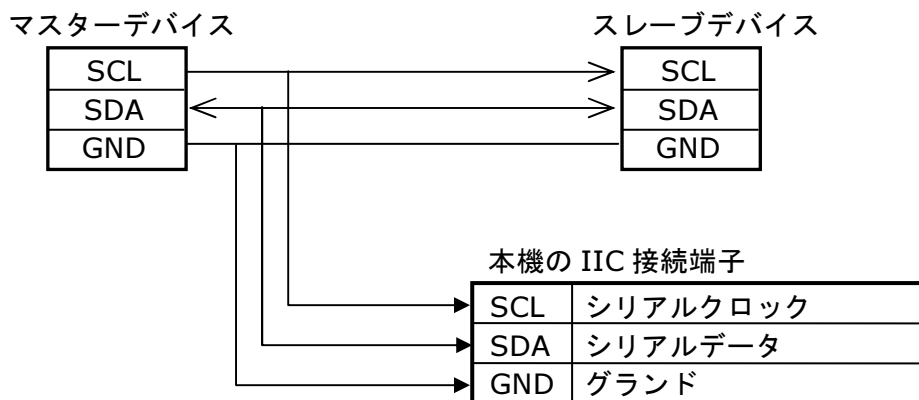 マスターデバイス
スレーブデバイス
SCL
SCL
SDA
SDA
GND
GND
本機の IIC 接続端子
SCL シリアルクロック
SDA シリアルデータ
GND グランド